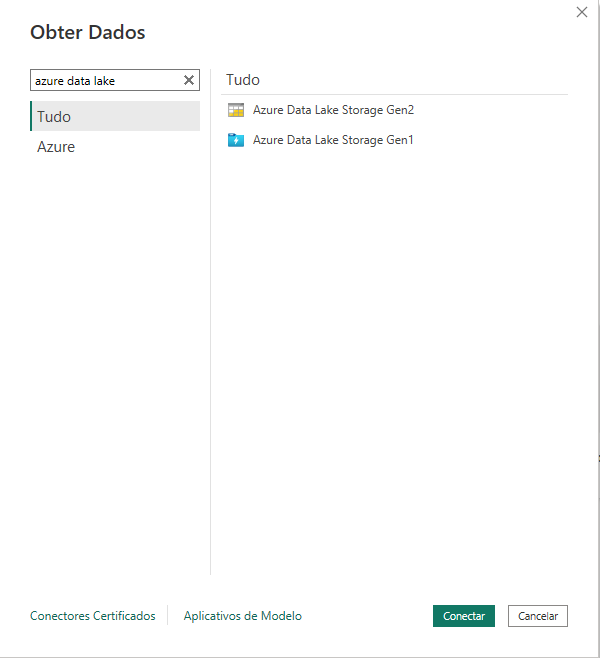 Obter Dados
azure data lake
Tudo
Azure
Tudo
Azure Data Lake Storage Gen2
Azure Data Lake Storage Gen1
Conectores Certificados
Aplicativos de Modelo
Conectar
Cancelar